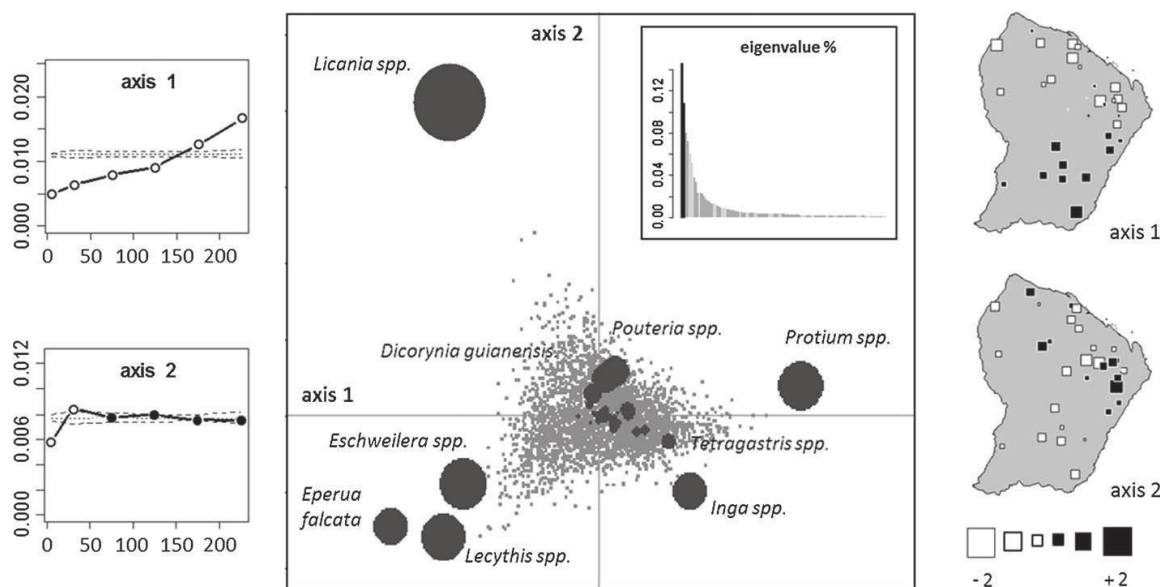 axis 1
0.000 0.010 0.020
0 50 100 150 200
axis 2
0.000 0.006 0.012
0 50 100 150 200
axis 2
axis 1
Licania spp.
eigenvalue %
0.00 0.04 0.08 0.12
Pouteria spp.
Protium spp.
Dicorynia guianensis.
Eschweilera spp.
Tetragastris spp.
Eperua
falcata
Inga spp.
Lecythis spp.
axis 1
axis 2
- 2
+ 2